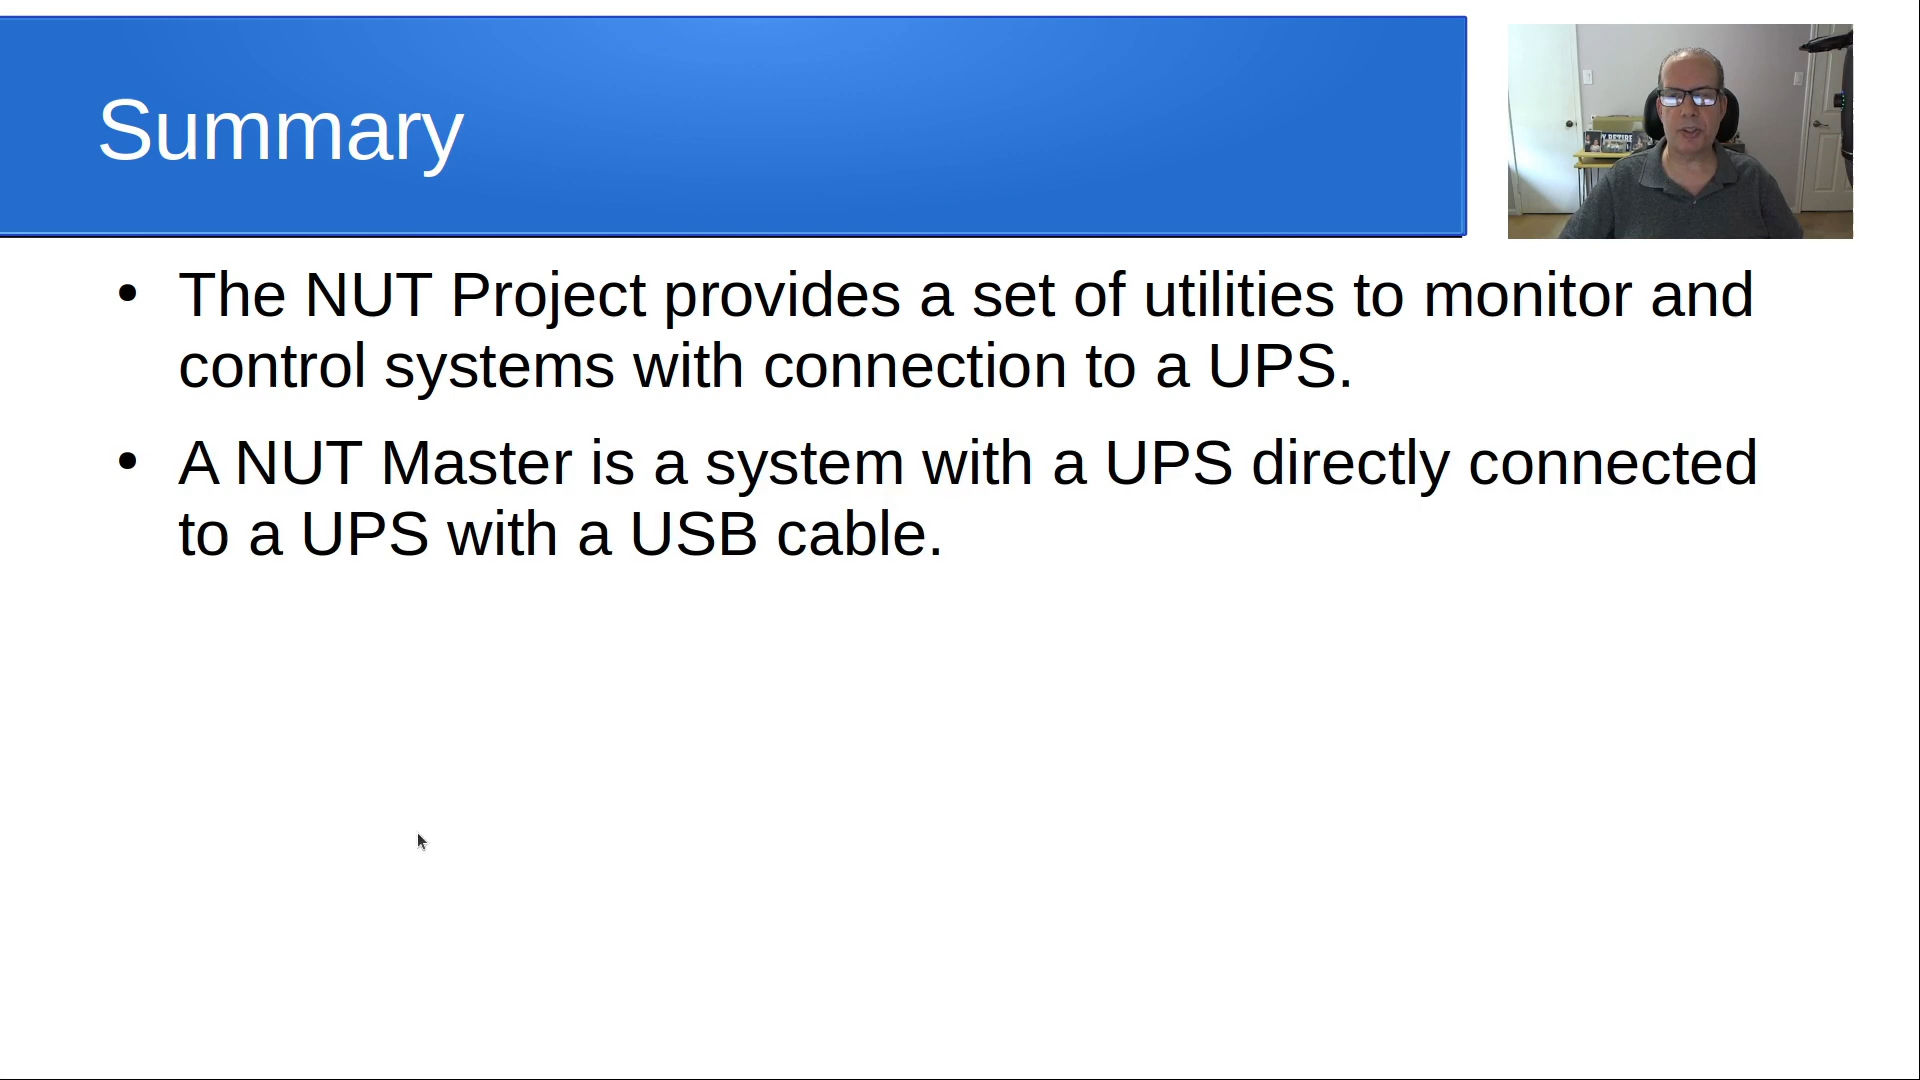 Summary
• The NUT Project provides a set of utilities to monitor and
control systems with connection to a UPS.
• A NUT Master is a system with a UPS directly connected
to a UPS with a USB cable.